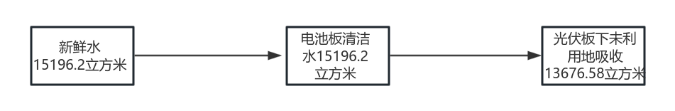 新鲜水
15196.2立方米
电池板清洁
水15196.2
立方米
光伏板下未利
用地吸收
13676.58立方米